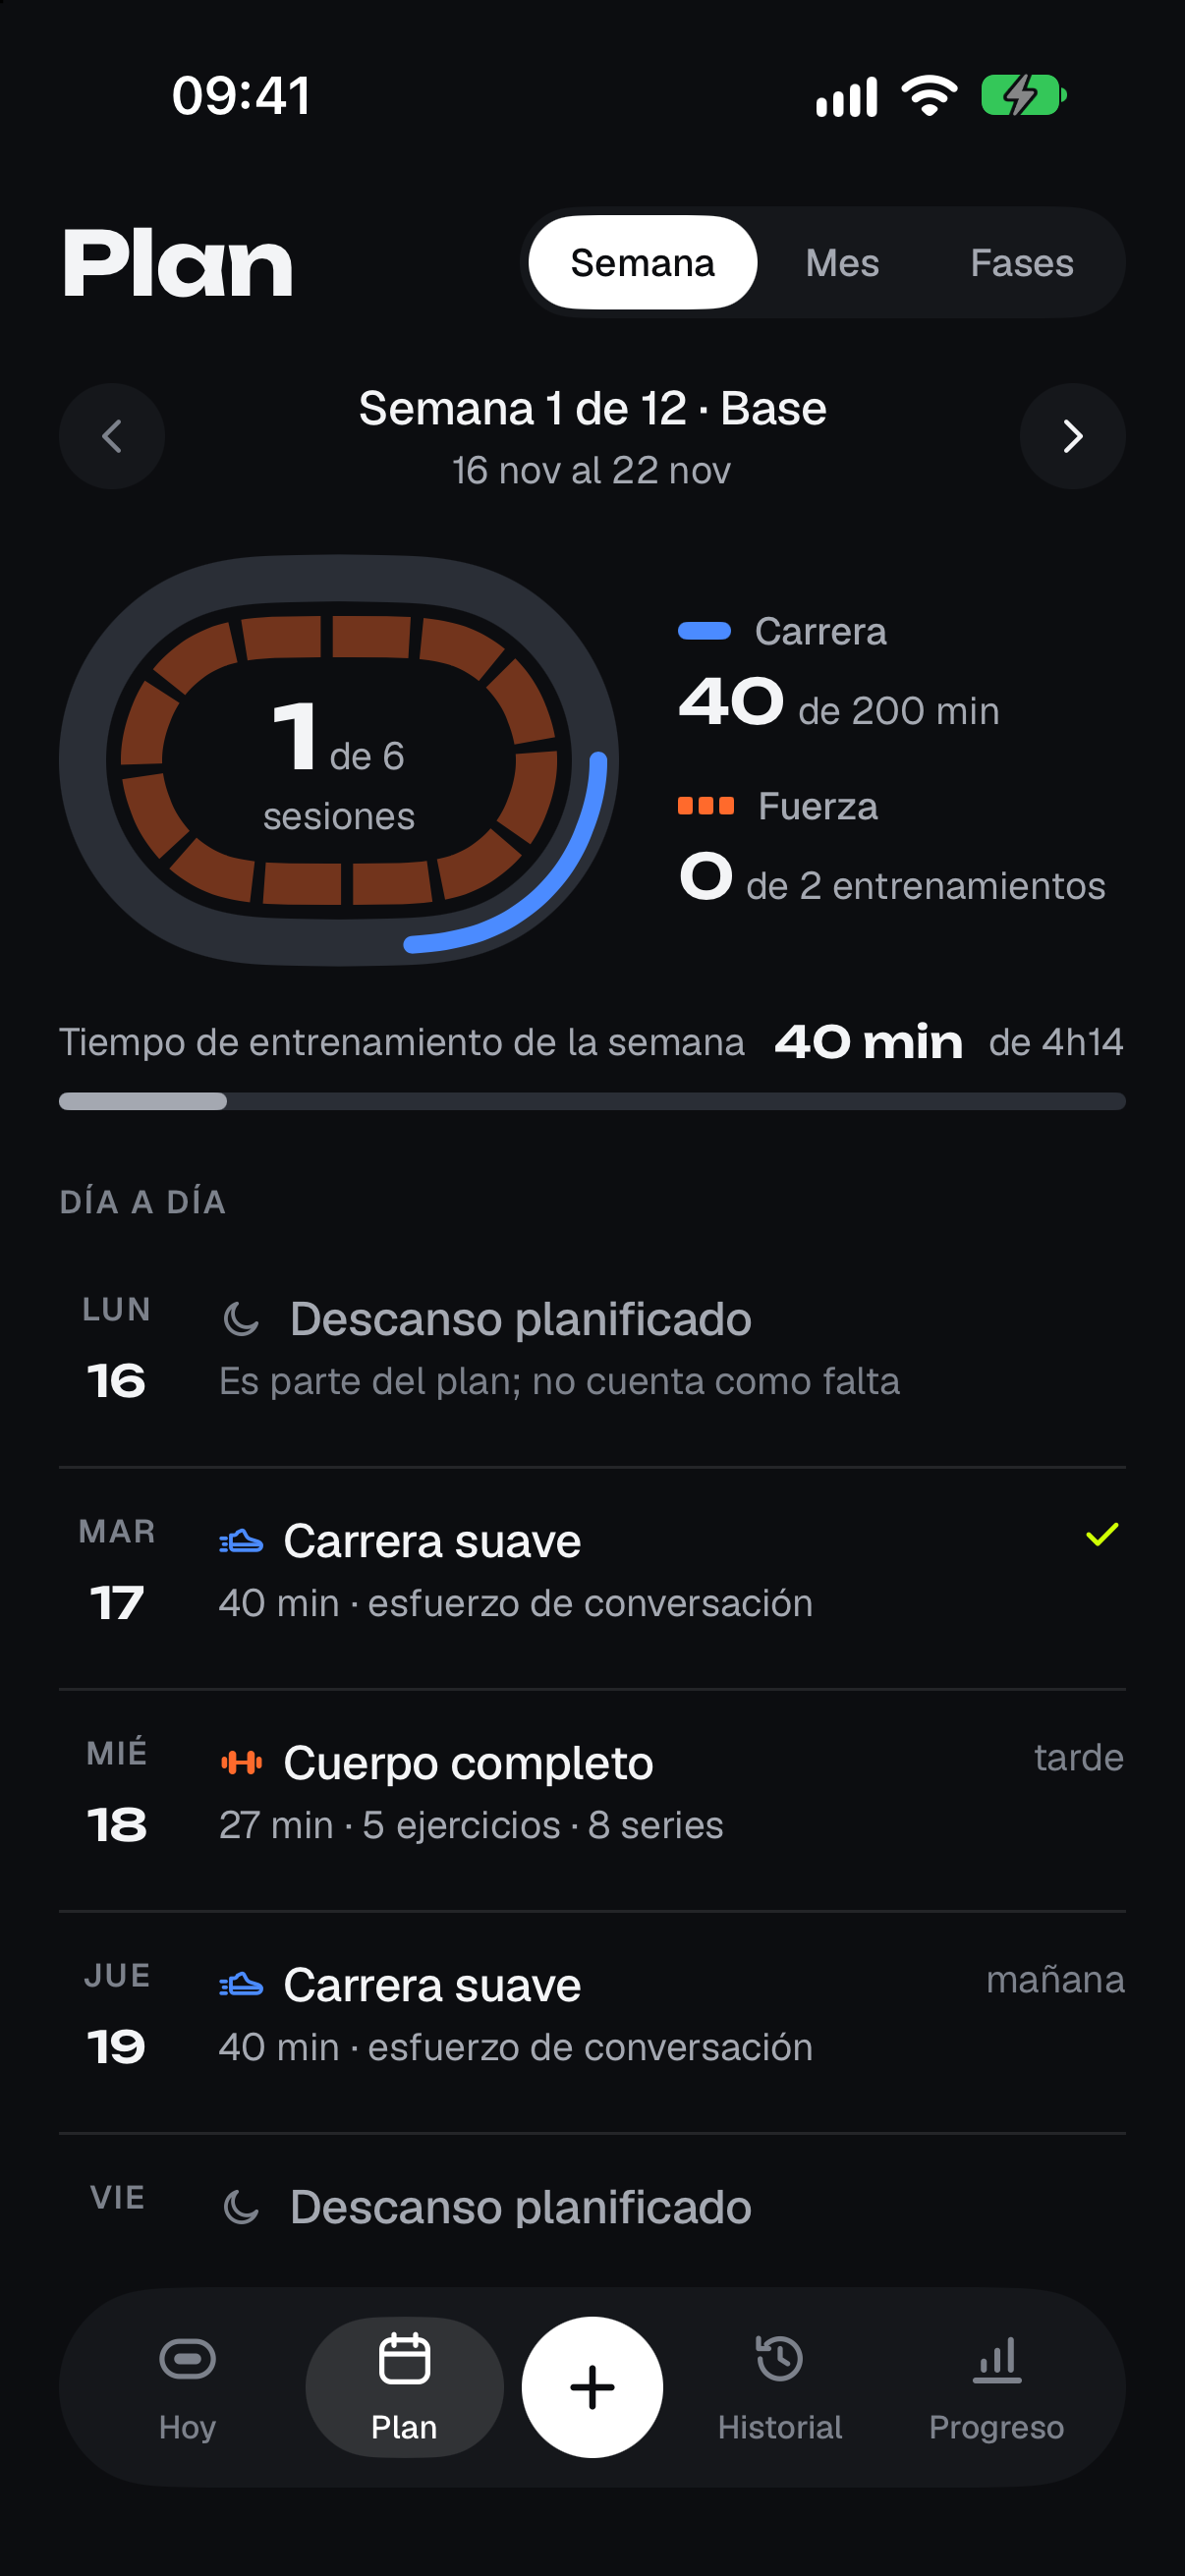 09:41
Plan
Semana
Mes
Fases
Semana 1 de 12 · Base
16 nov al 22 nov
1 de 6
sesiones
Carrera
40 de 200 min
Fuerza
0 de 2 entrenamientos
Tiempo de entrenamiento de la semana 40 min de 4h14
DÍA A DÍA
LUN
16
Descanso planificado
Es parte del plan; no cuenta como falta
MAR
17
Carrera suave
40 min · esfuerzo de conversación
MIÉ
18
Cuerpo completo
tarde
27 min · 5 ejercicios · 8 series
JUE
19
Carrera suave
mañana
40 min · esfuerzo de conversación
VIE
Descanso planificado
Hoy
Plan
Historial
Progreso